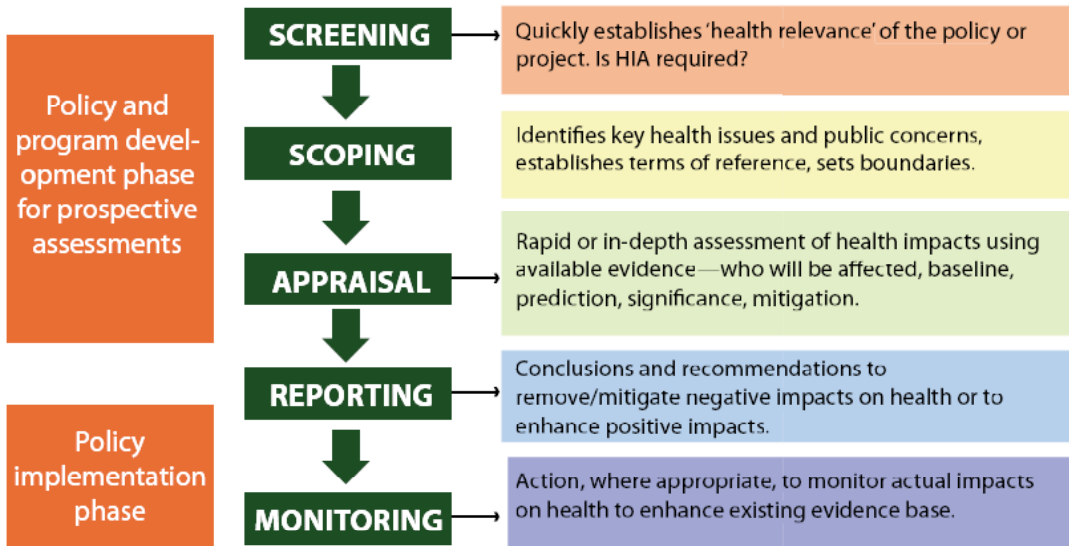 Policy and
program devel-
opment phase
for prospective
assessments
Policy
implementation
phase
SCREENING
Quickly establishes ‘health relevance’ of the policy or
project. Is HIA required?
SCOPING
Identifies key health issues and public concerns,
establishes terms of reference, sets boundaries.
APPRAISAL
Rapid or in-depth assessment of health impacts using
available evidence—who will be affected, baseline,
prediction, significance, mitigation.
REPORTING
Conclusions and recommendations to
remove/mitigate negative impacts on health or to
enhance positive impacts.
MONITORING
Action, where appropriate, to monitor actual impacts
on health to enhance existing evidence base.